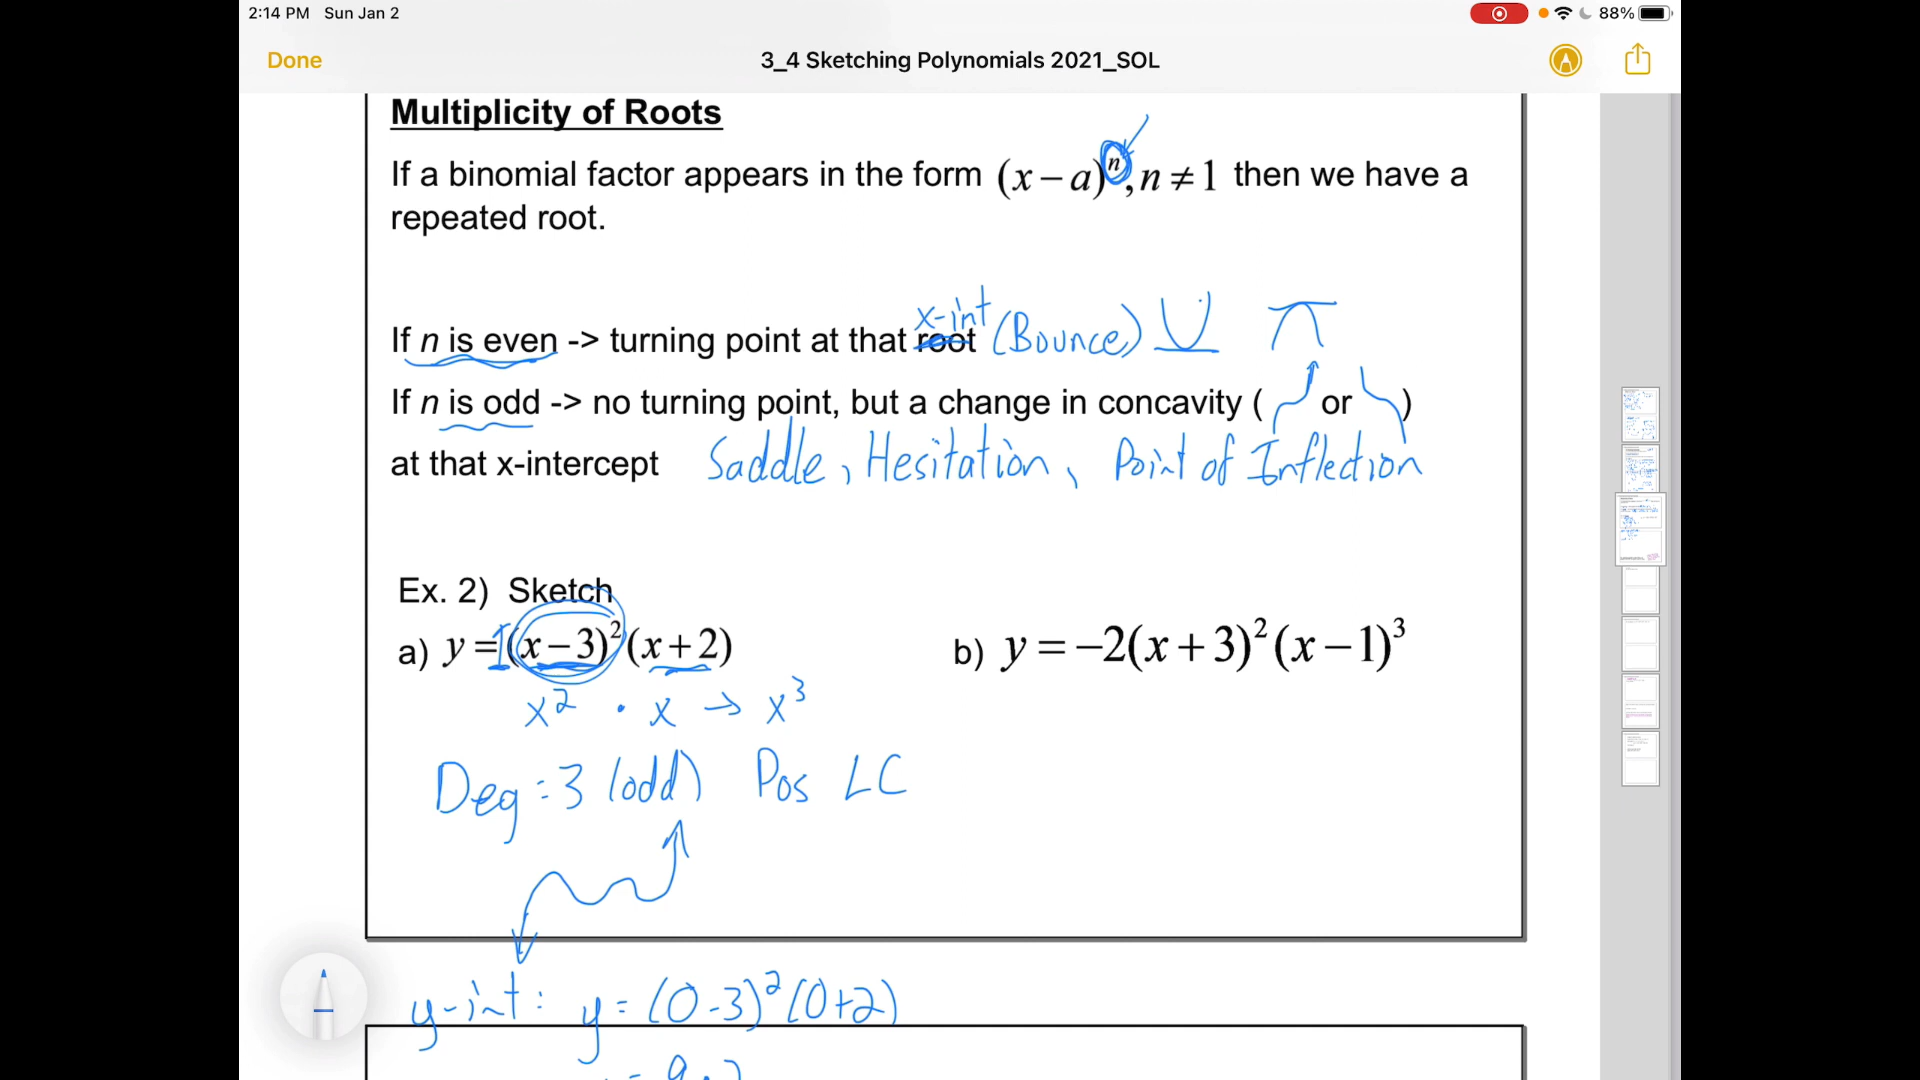 2:14 PM Sun Jan 2 88%
Done 3_4 Sketching Polynomials 2021_SOL
Multiplicity of Roots
If a binomial factor appears in the form (x − a)ⁿ, n ≠ 1 then we have a
repeated root.
x-int
If n is even -> turning point at that root (Bounce)
If n is odd -> no turning point, but a change in concavity ( or )
at that x-intercept Saddle, Hesitation, Point of Inflection
Ex. 2) Sketch
a) y = 1(x − 3)²(x + 2) b) y = −2(x + 3)²(x − 1)³
x² · x → x³
Deg = 3 (odd) Pos LC
y-int: y = (0-3)²(0+2)
= 9 · 2